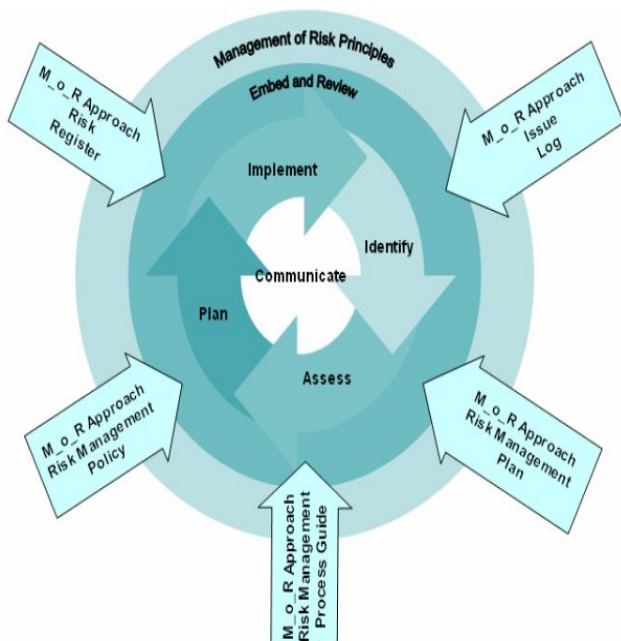 Management of Risk Principles
Embed and Review
M_o_R Approach
Risk
Register
M_o_R Approach
Issue
Log
Implement
Identify
Communicate
Plan
Assess
M_o_R Approach
Risk Management
Policy
M_o_R Approach
Risk Management
Plan
M_o_R Approach
Risk Management
Process Guide